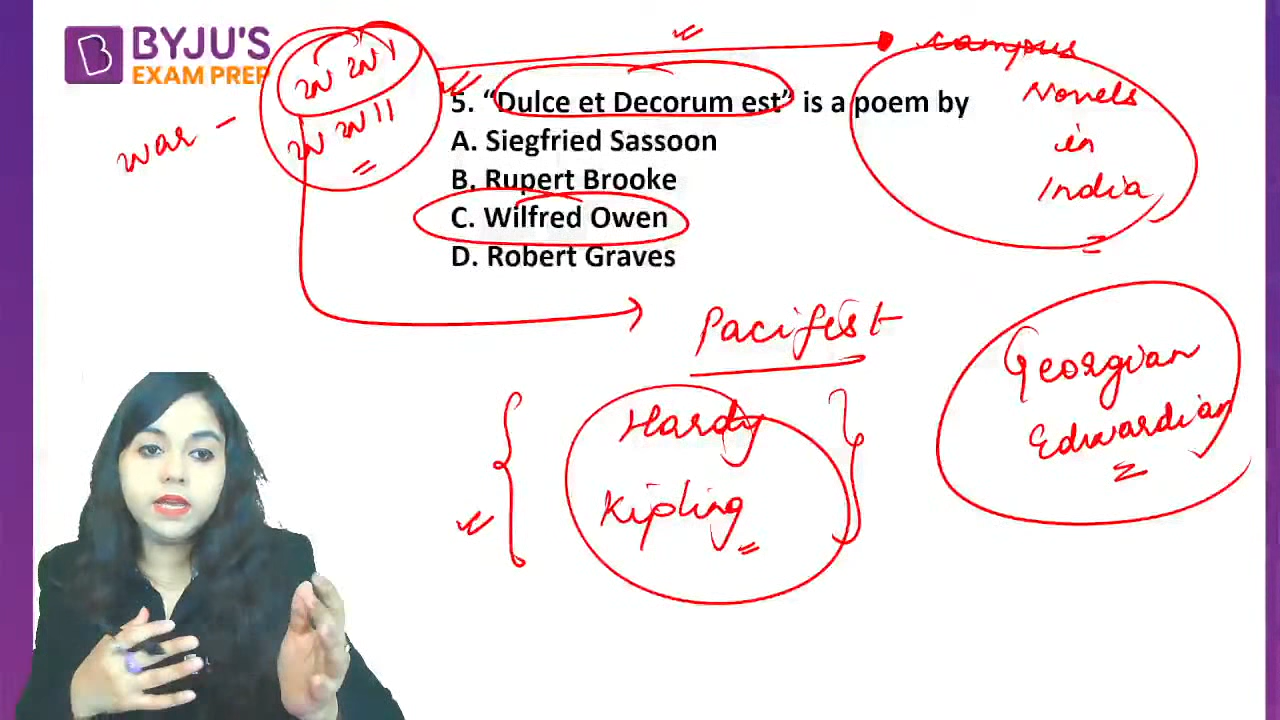 BYJU'S
EXAM PREP
war -
WW I
WW II
5. “Dulce et Decorum est” is a poem by
A. Siegfried Sassoon
B. Rupert Brooke
C. Wilfred Owen
D. Robert Graves
campus
Novels
in
India
Pacifest
Hardy
Kipling
Georgian
Edwardian